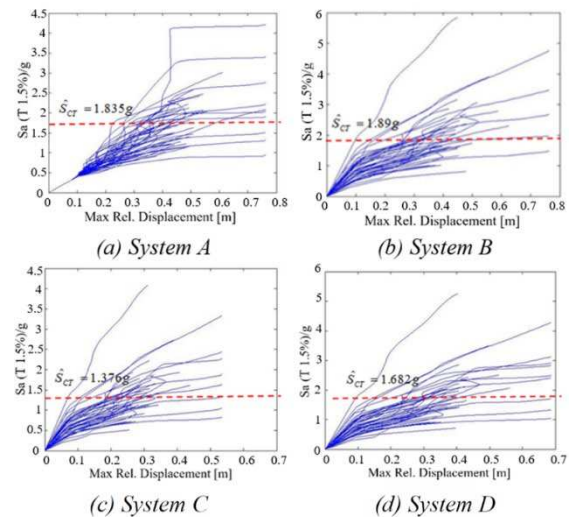 4.5
4
3.5
3
2.5
2
1.5
1
0.5
0
Sa (T 1.5%)/g
Ŝ_CT = 1.835g
0 0.1 0.2 0.3 0.4 0.5 0.6 0.7 0.8
Max Rel. Displacement [m]
(a) System A
6
5
4
3
2
1
0
Sa (T 1.5%)/g
Ŝ_CT = 1.89g
0 0.1 0.2 0.3 0.4 0.5 0.6 0.7 0.8
Max Rel. Displacement [m]
(b) System B
4.5
4
3.5
3
2.5
2
1.5
1
0.5
0
Sa (T 1.5%)/g
Ŝ_CT = 1.376g
0 0.1 0.2 0.3 0.4 0.5 0.6 0.7
Max Rel. Displacement [m]
(c) System C
6
5
4
3
2
1
0
Sa (T 1.5%)/g
Ŝ_CT = 1.682g
0 0.1 0.2 0.3 0.4 0.5 0.6 0.7
Max Rel. Displacement [m]
(d) System D